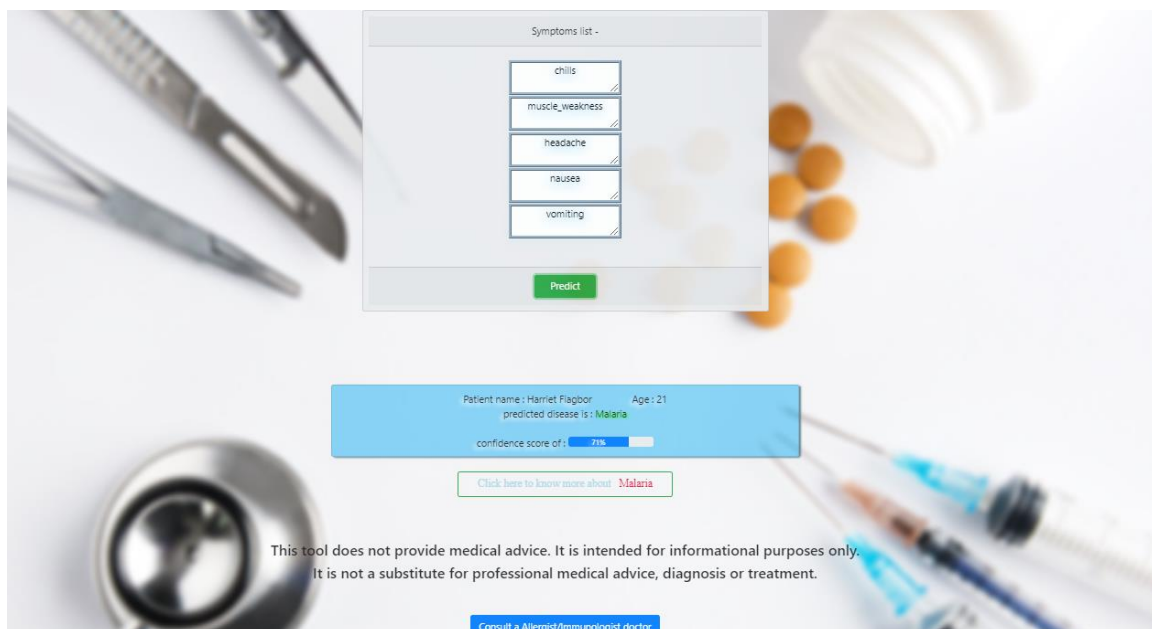 Symptoms list -
chills
muscle_weakness
headache
nausea
vomiting
Predict
Patient name : Harriet Fiagbor Age : 21
predicted disease is : Malaria
confidence score of : 71%
Click here to know more about Malaria
This tool does not provide medical advice. It is intended for informational purposes only.
It is not a substitute for professional medical advice, diagnosis or treatment.
Consult a Allergist/Immunologist doctor